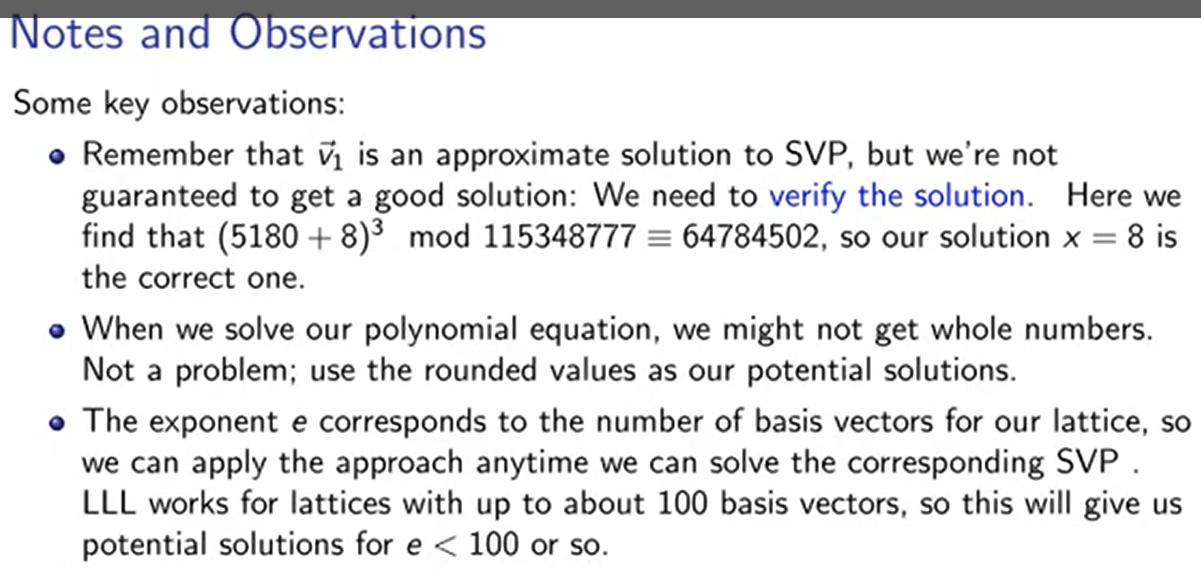 Notes and Observations
Some key observations:
Remember that v⃗₁ is an approximate solution to SVP, but we're not
guaranteed to get a good solution: We need to verify the solution. Here we
find that (5180 + 8)³ mod 115348777 ≡ 64784502, so our solution x = 8 is
the correct one.
When we solve our polynomial equation, we might not get whole numbers.
Not a problem; use the rounded values as our potential solutions.
The exponent e corresponds to the number of basis vectors for our lattice, so
we can apply the approach anytime we can solve the corresponding SVP .
LLL works for lattices with up to about 100 basis vectors, so this will give us
potential solutions for e < 100 or so.